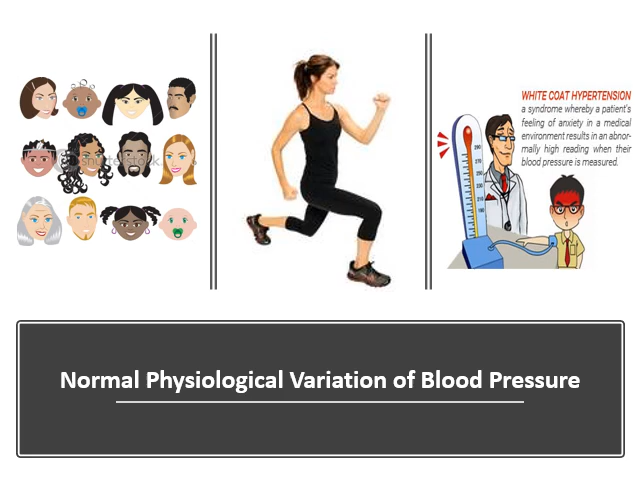 WHITE COAT HYPERTENSION
a syndrome whereby a patient's
feeling of anxiety in a medical
environment results in an abnor-
mally high reading when their
blood pressure is measured.
Normal Physiological Variation of Blood Pressure